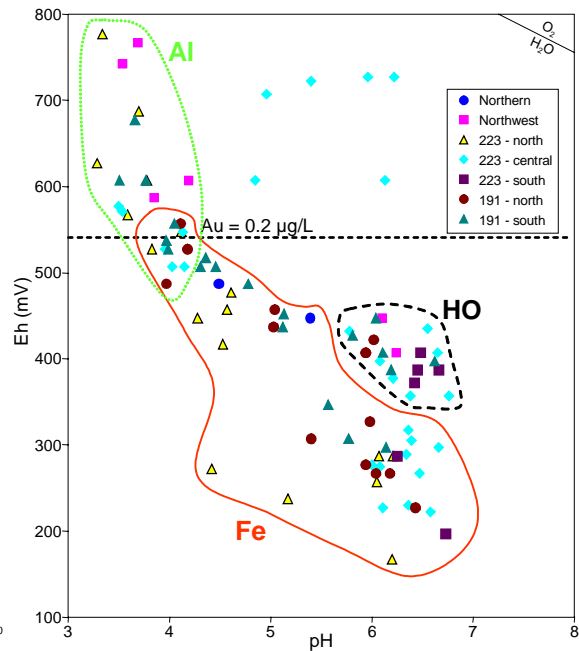 800
700
600
500
400
300
200
100
Eh (mV)
3
4
5
6
7
8
pH
O₂
H₂O
Al
Northern
Northwest
223 - north
223 - central
223 - south
191 - north
191 - south
Au = 0.2 µg/L
HO
Fe
0